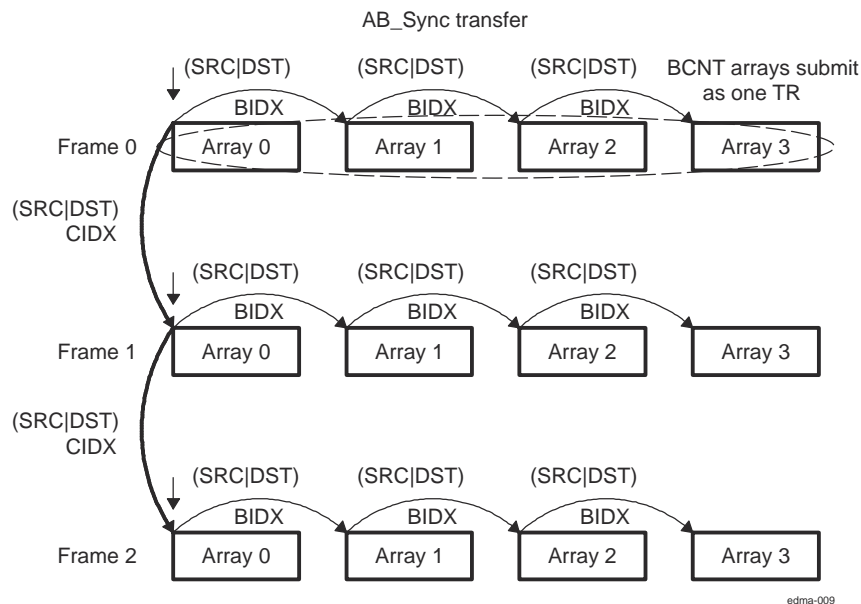 AB_Sync transfer
(SRC|DST) (SRC|DST) (SRC|DST) BCNT arrays submit
as one TR
BIDX BIDX BIDX
Frame 0 Array 0 Array 1 Array 2 Array 3
(SRC|DST)
CIDX
(SRC|DST) (SRC|DST) (SRC|DST)
BIDX BIDX BIDX
Frame 1 Array 0 Array 1 Array 2 Array 3
(SRC|DST)
CIDX
(SRC|DST) (SRC|DST) (SRC|DST)
BIDX BIDX BIDX
Frame 2 Array 0 Array 1 Array 2 Array 3
edma-009